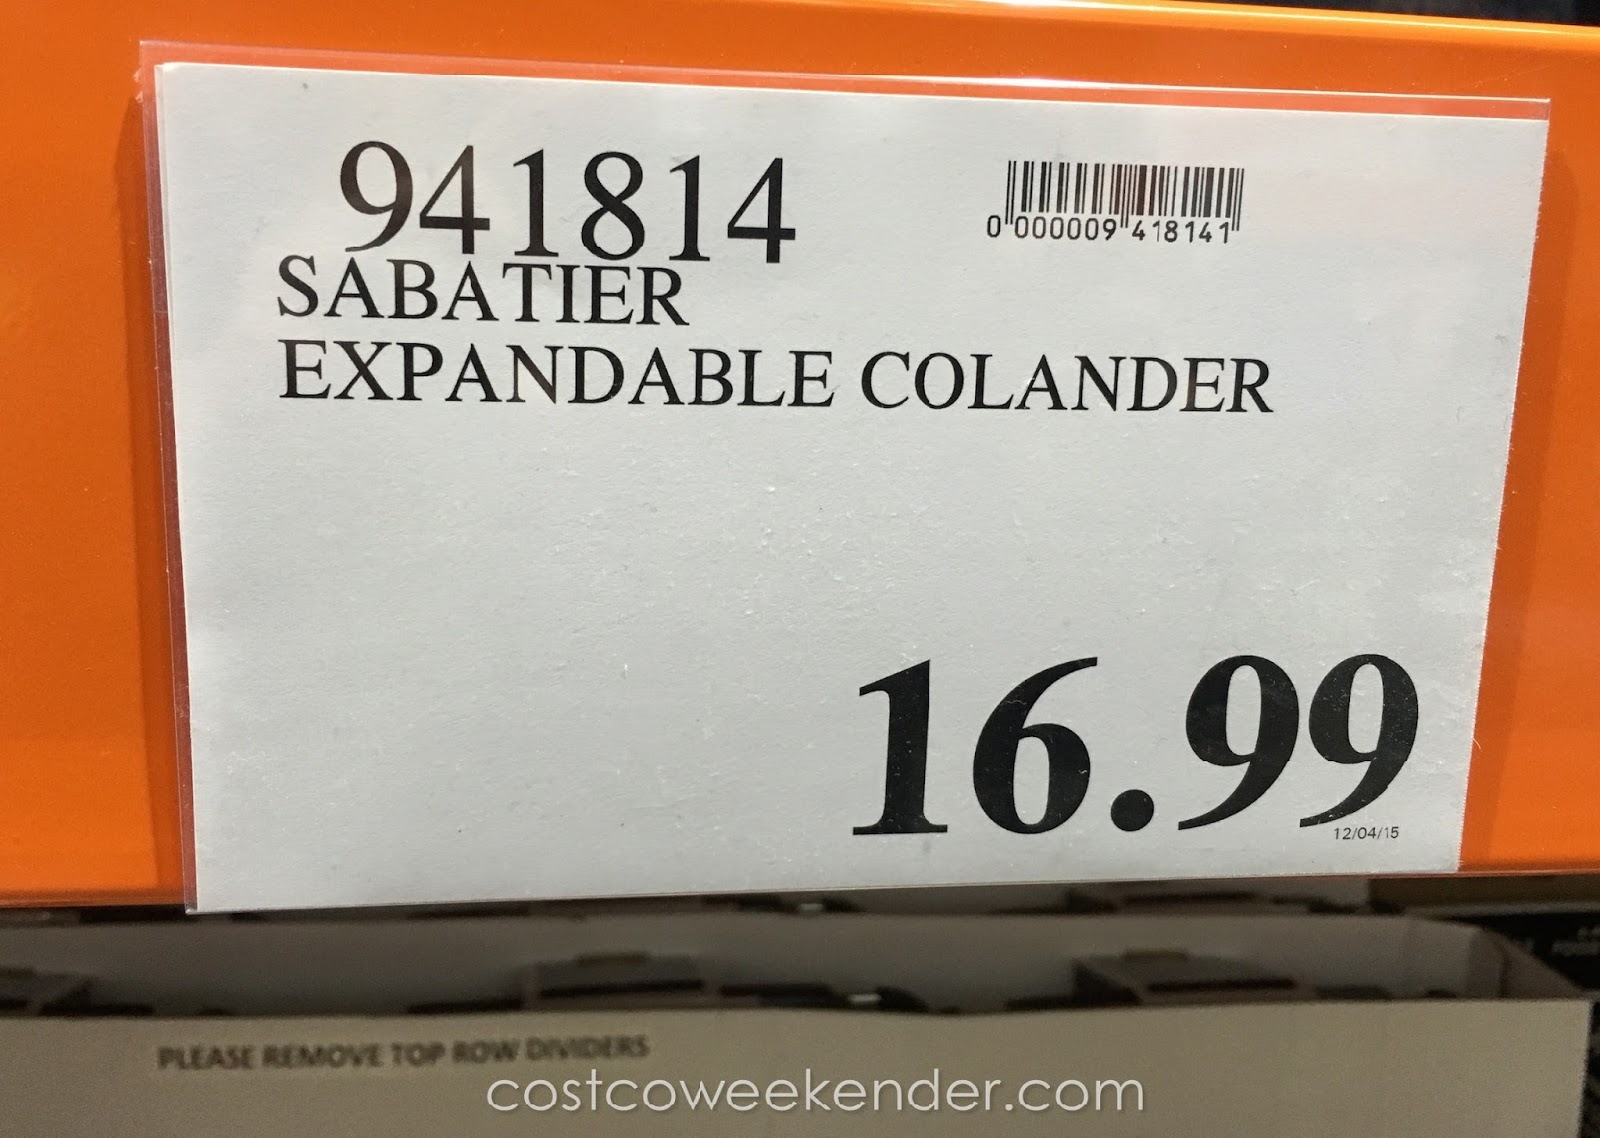 941814
0 000009 418141
SABATIER
EXPANDABLE COLANDER
16.99
12/04/15
PLEASE REMOVE TOP ROW DIVIDERS
costcoweekender.com